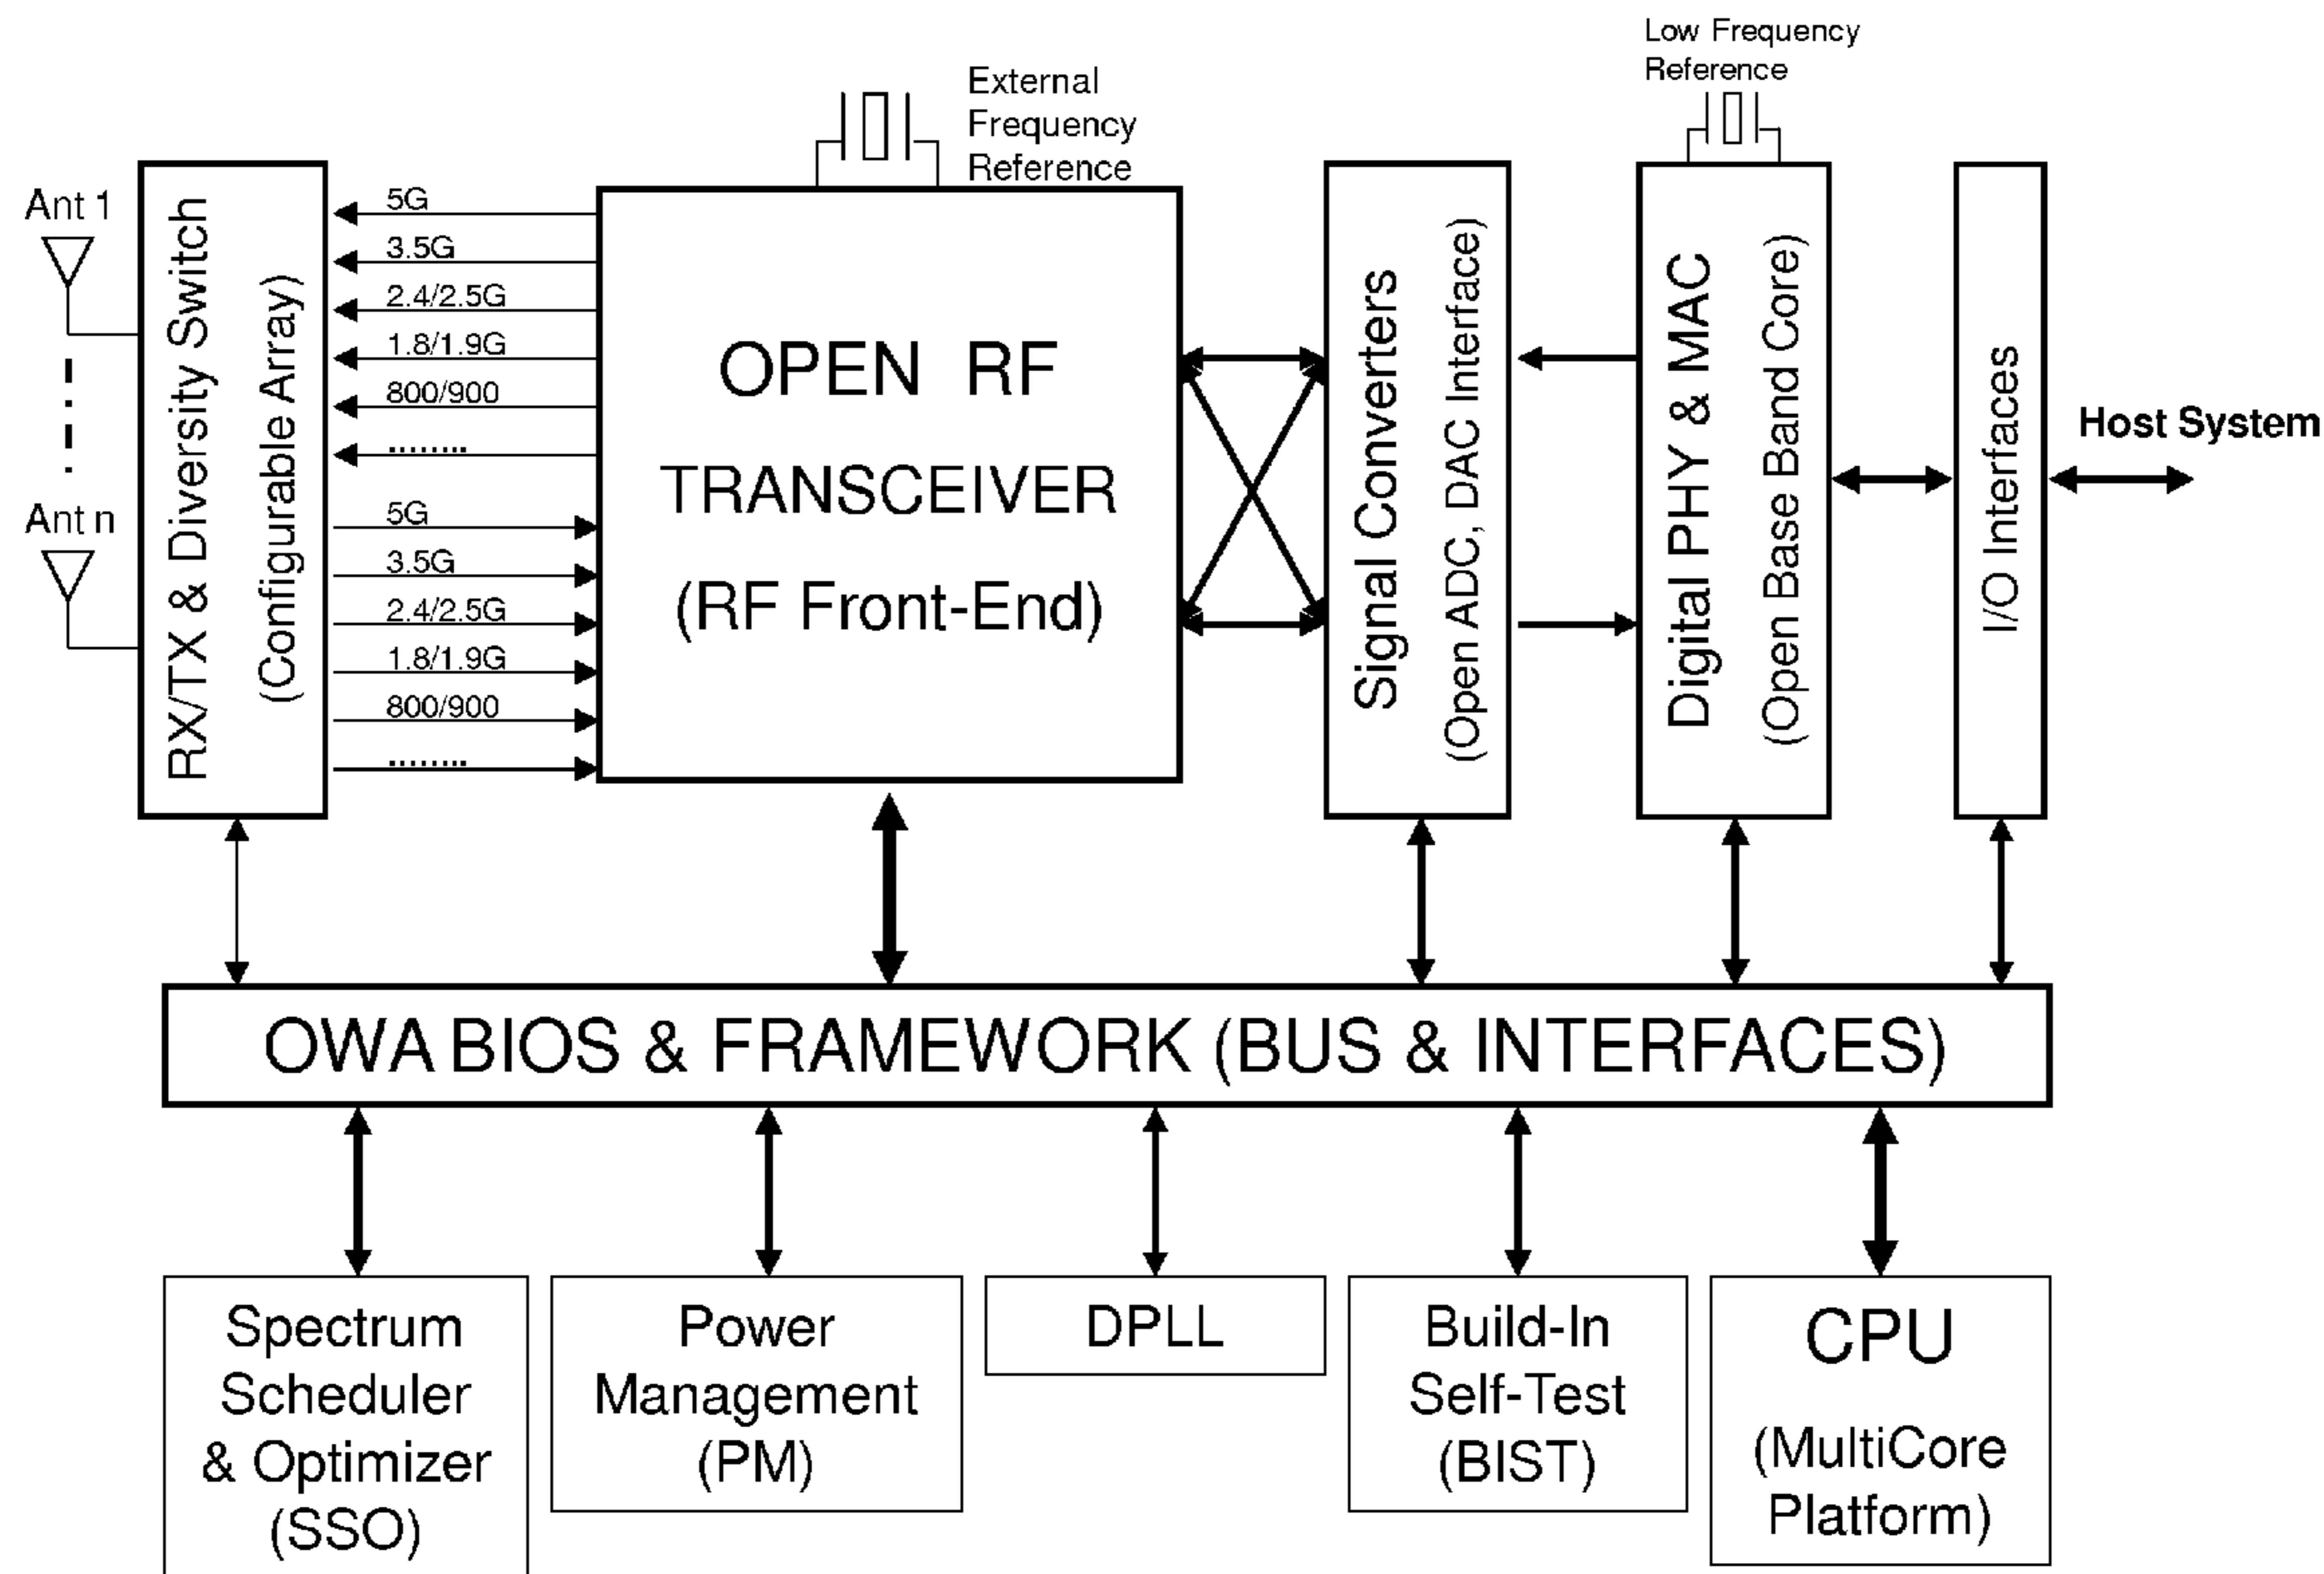 Low Frequency
Reference
External
Frequency
Reference
Ant 1
Ant n
RX/TX & Diversity Switch
(Configurable Array)
5G
3.5G
2.4/2.5G
1.8/1.9G
800/900
........
5G
3.5G
2.4/2.5G
1.8/1.9G
800/900
........
OPEN RF
TRANSCEIVER
(RF Front-End)
Signal Converters
(Open ADC, DAC Interface)
Digital PHY & MAC
(Open Base Band Core)
I/O Interfaces
Host System
OWA BIOS & FRAMEWORK (BUS & INTERFACES)
Spectrum
Scheduler
& Optimizer
(SSO)
Power
Management
(PM)
DPLL
Build-In
Self-Test
(BIST)
CPU
(MultiCore
Platform)